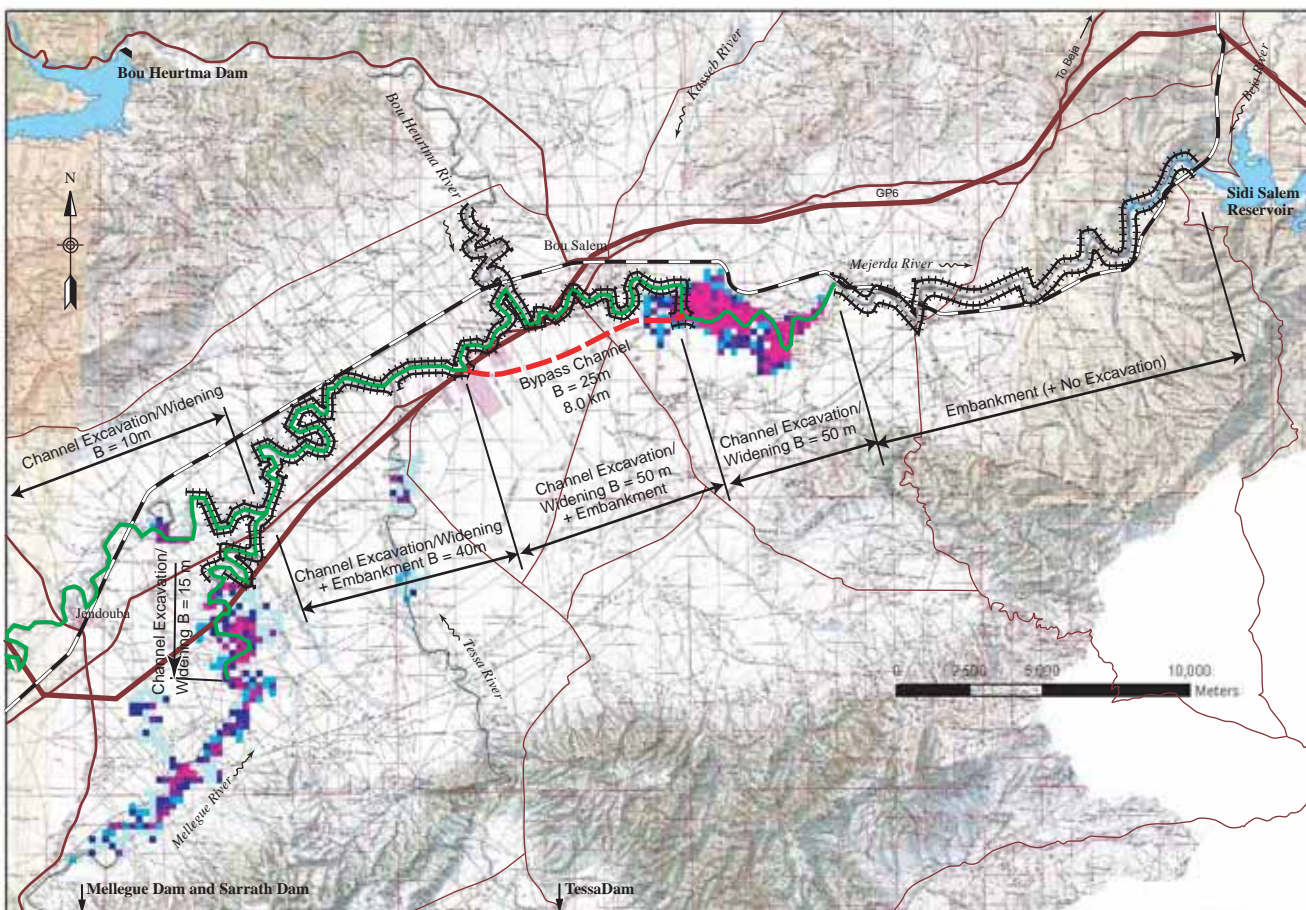 To Beja
Beja River
Kasseb River
Bou Heurtma Dam
Bou Heurtma River
N
GP6
Sidi Salem
Reservoir
Bou Salem
Mejerda River
Bypass Channel
B = 25m
8.0 km
Embankment (+ No Excavation)
Channel Excavation/Widening
B = 10m
Channel Excavation/
Widening B = 50 m
Channel Excavation/
Widening B = 50 m
+ Embankment
Channel Excavation/Widening
+ Embankment B = 40m
Channel Excavation/
Widening B = 15 m
Jendouba
Tessa River
0 2,500 5,000 10,000
Meters
Mellegue River
Mellegue Dam and Sarrath Dam
TessaDam